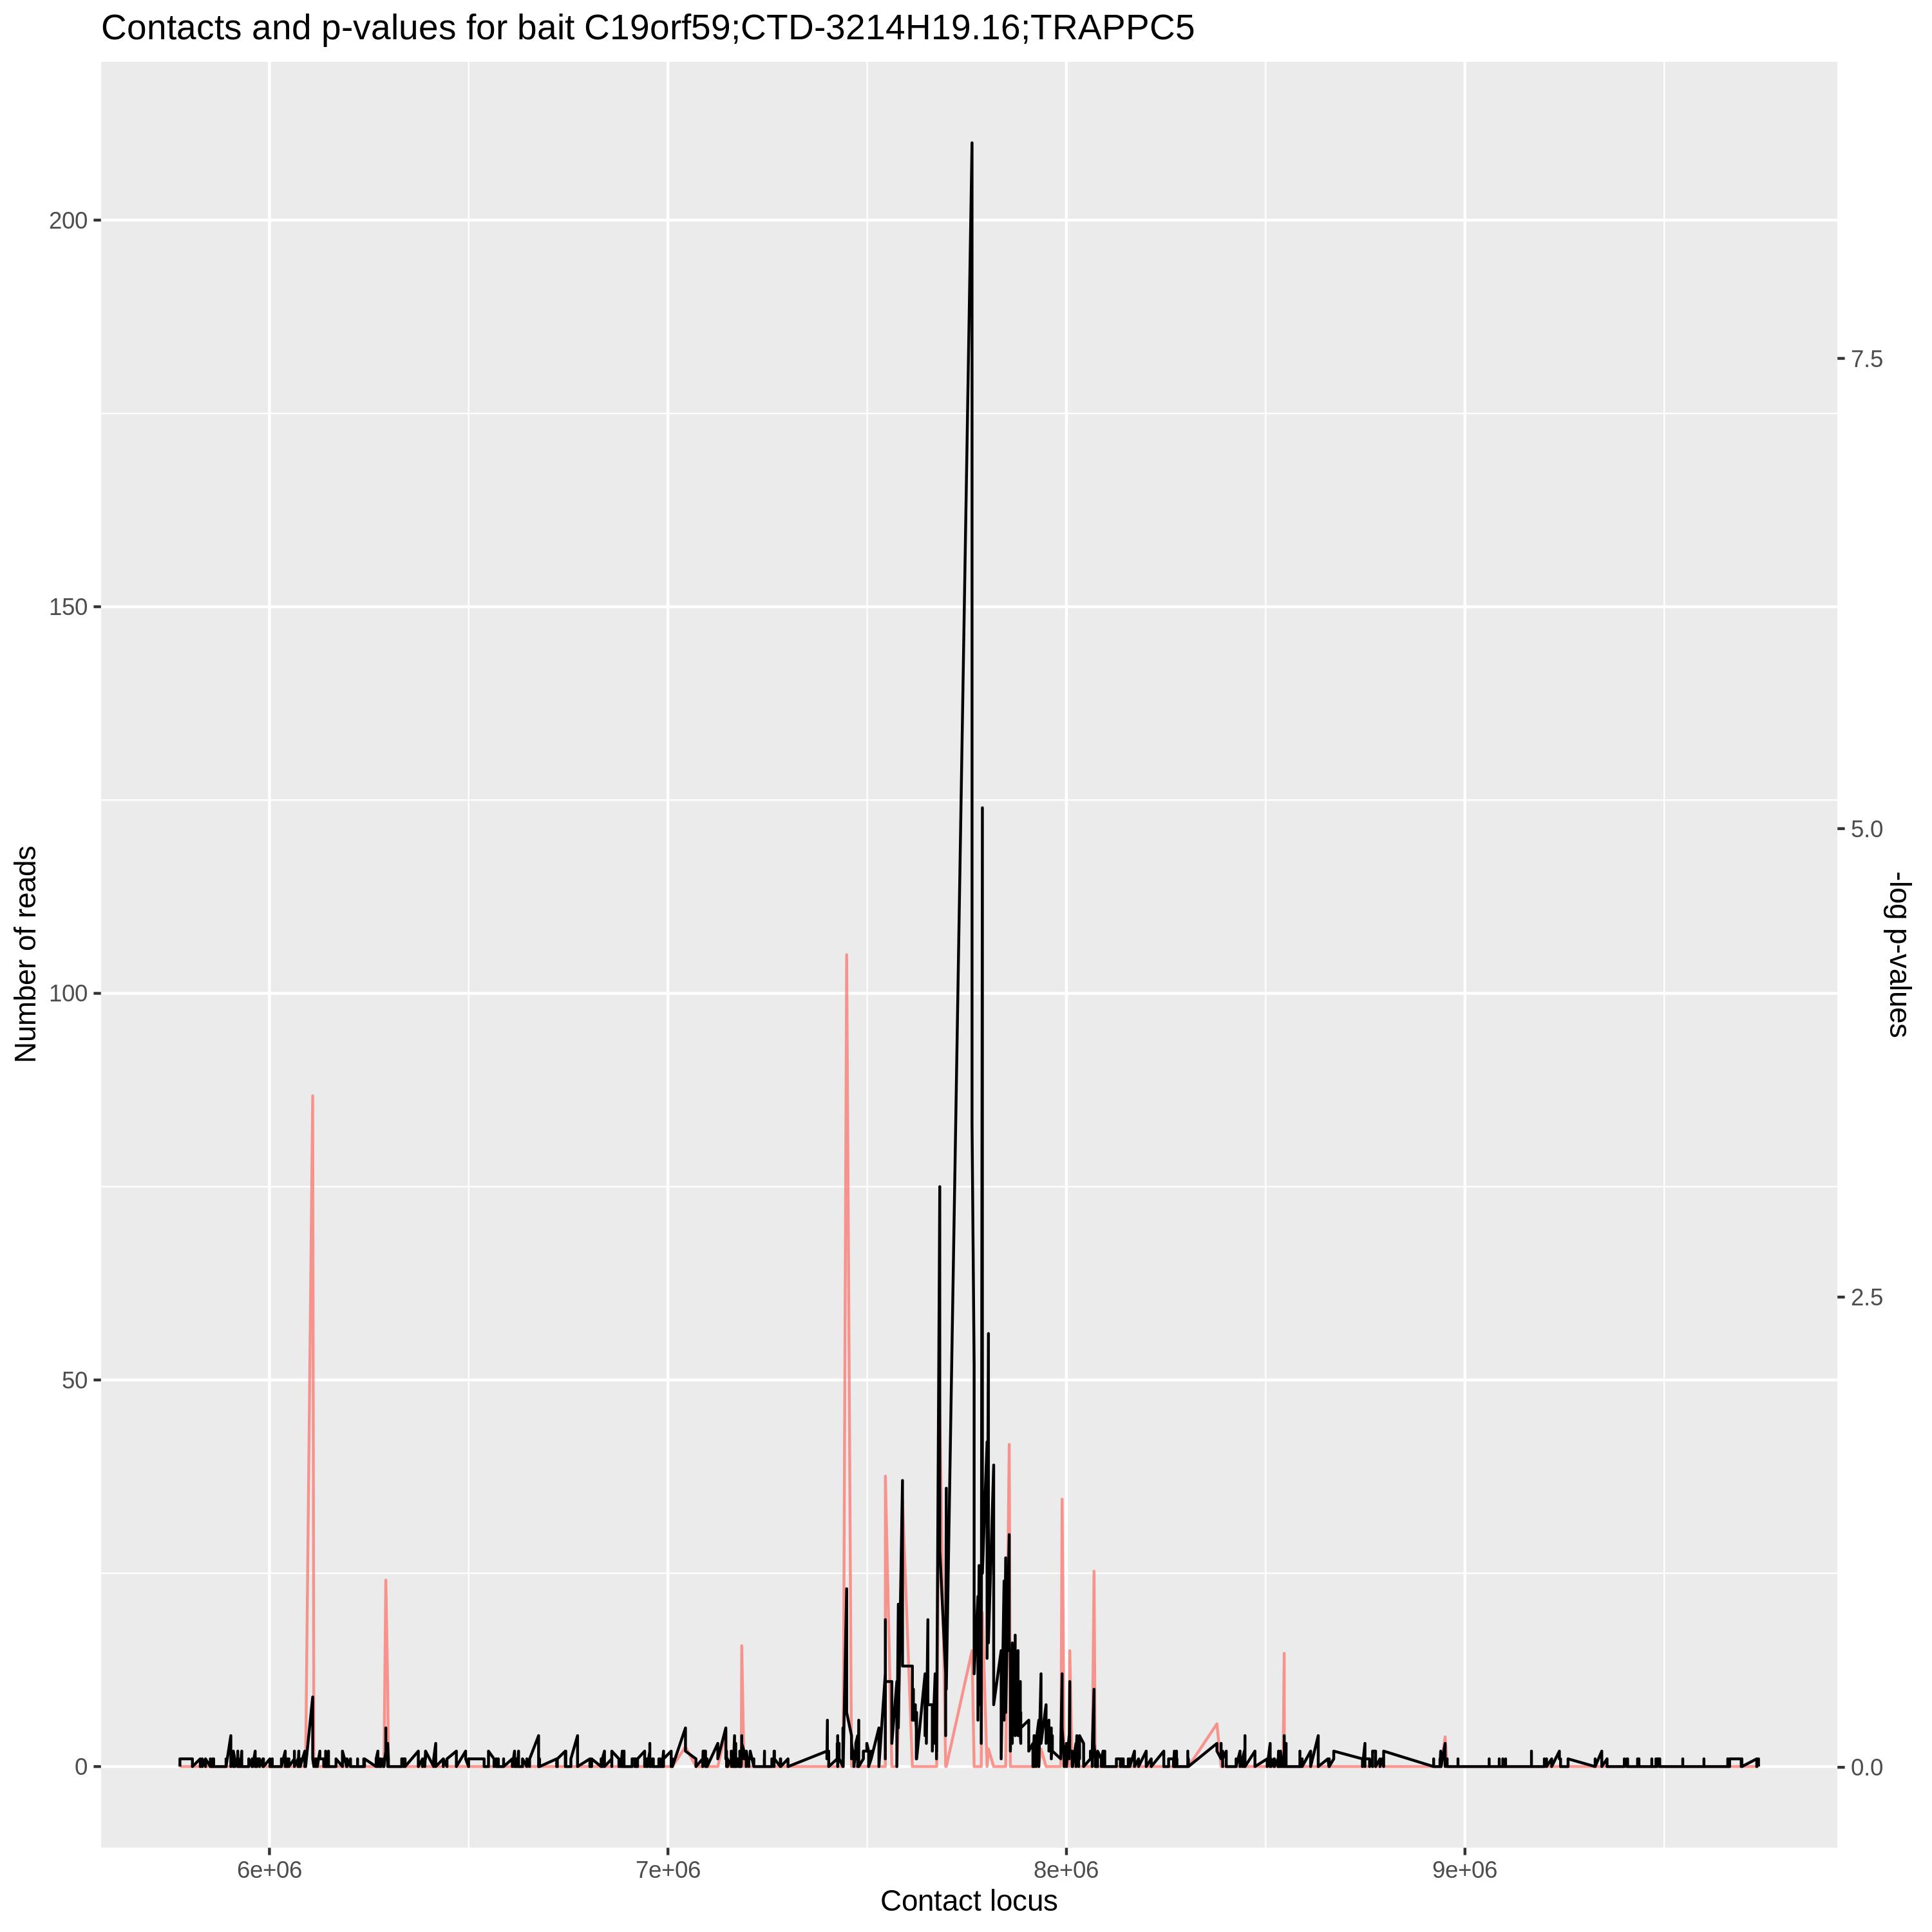 Contacts and p-values for bait C19orf59;CTD-3214H19.16;TRAPPC5
200
150
100
50
0
Number of reads
7.5
5.0
2.5
0.0
-log p-values
6e+06
7e+06
8e+06
9e+06
Contact locus